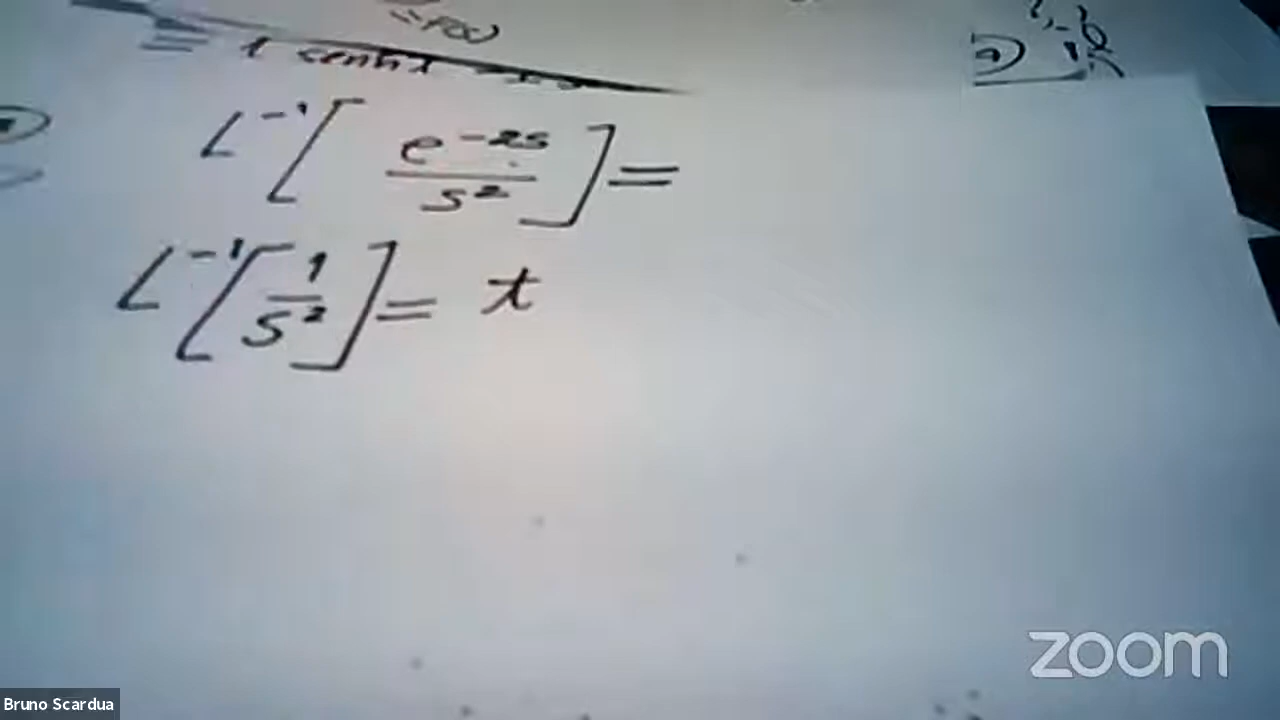 L⁻¹[ e^{-2s} / s² ] =
L⁻¹[ 1 / s² ] = t
zoom
Bruno Scardua